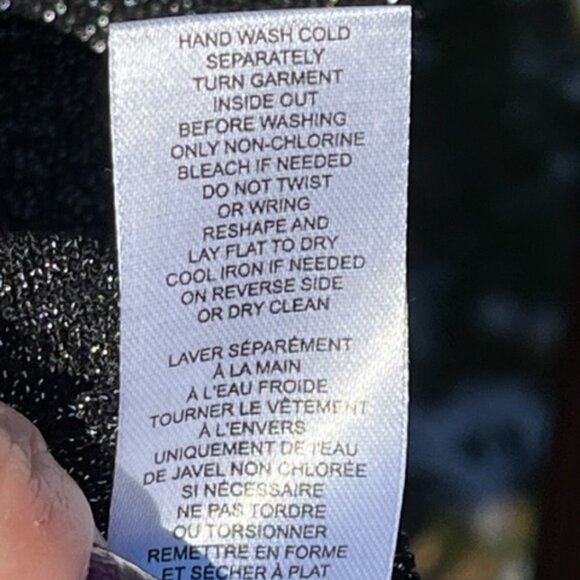 HAND WASH COLD
SEPARATELY
TURN GARMENT
INSIDE OUT
BEFORE WASHING
ONLY NON-CHLORINE
BLEACH IF NEEDED
DO NOT TWIST
OR WRING
RESHAPE AND
LAY FLAT TO DRY
COOL IRON IF NEEDED
ON REVERSE SIDE
OR DRY CLEAN
LAVER SÉPARÉMENT
À LA MAIN
À L'EAU FROIDE
TOURNER LE VÊTEMENT
À L'ENVERS
UNIQUEMENT DE l'EAU
DE JAVEL NON CHLORÉE
SI NÉCESSAIRE
NE PAS TORDRE
OU TORSIONNER
REMETTRE EN FORME
ET SÉCHER À PLAT